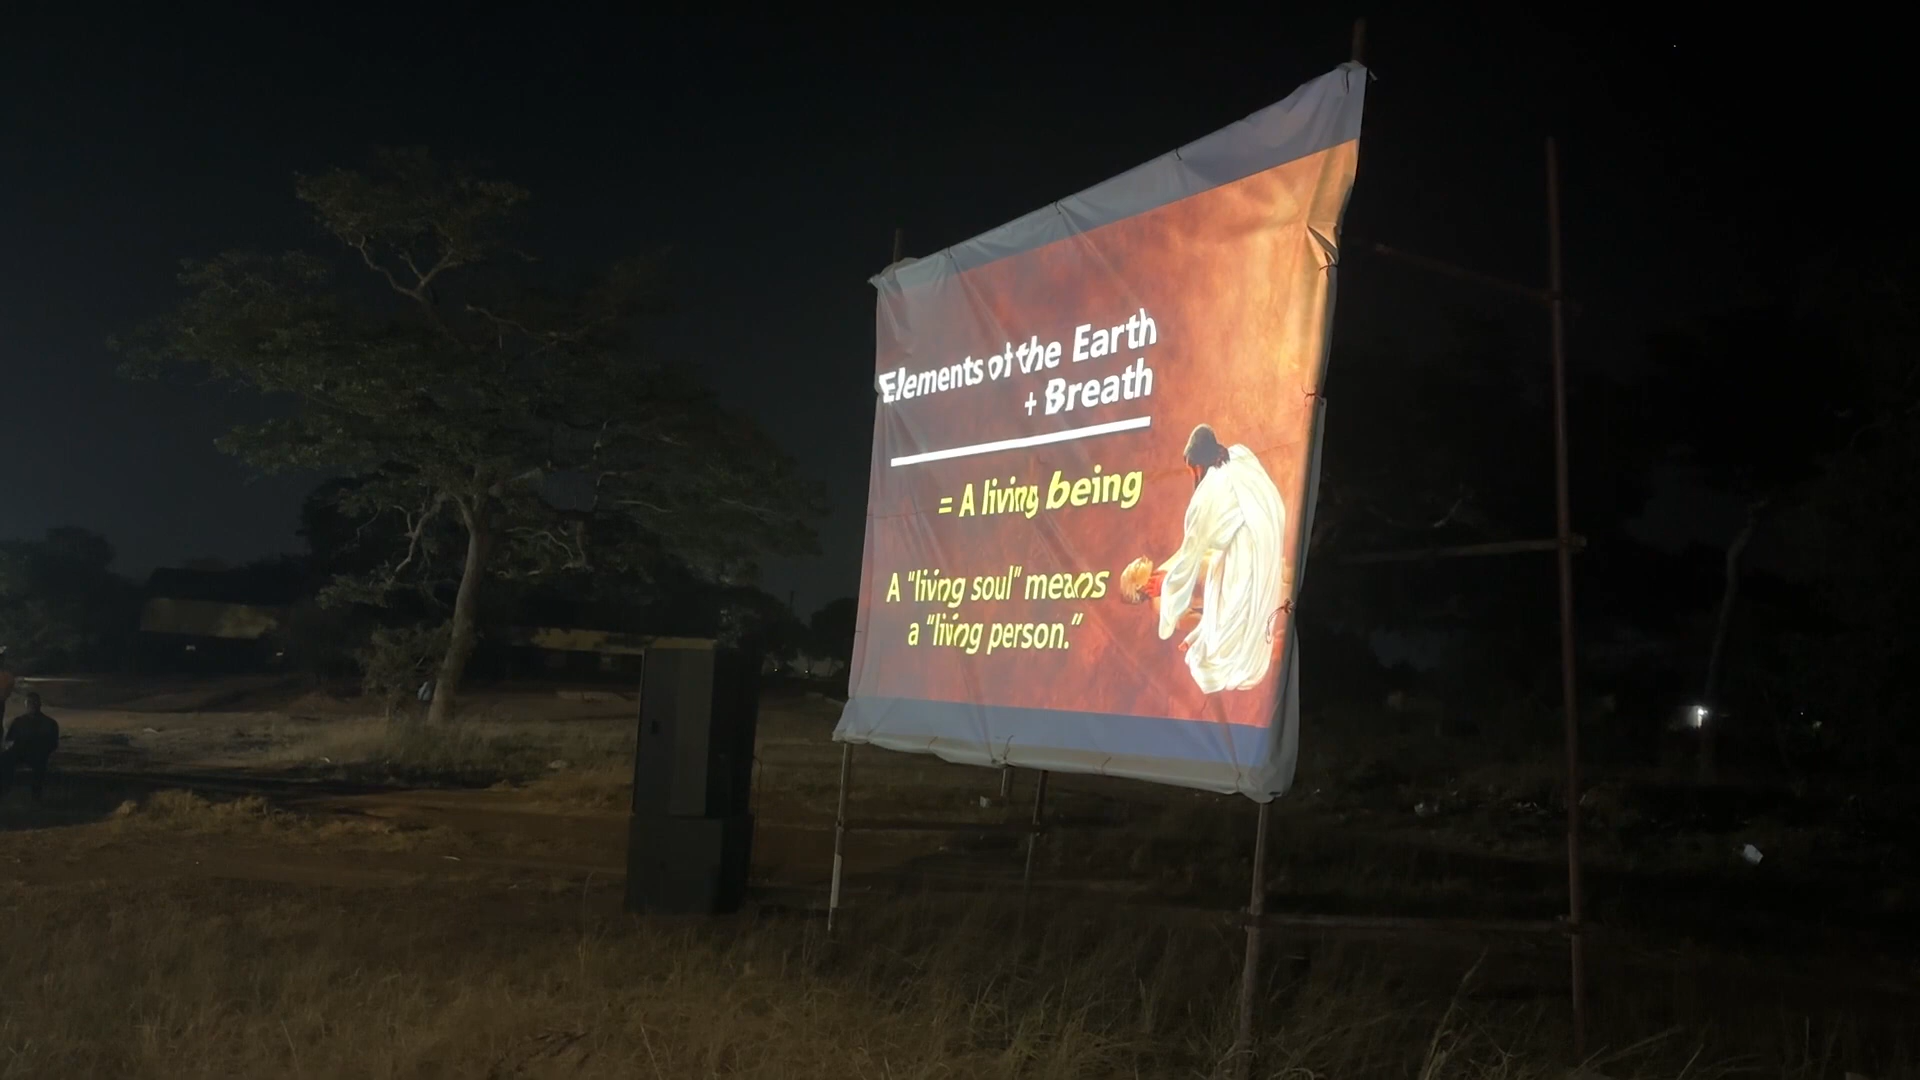 Elements of the Earth
+ Breath
= A living being
A "living soul" means
a "living person."